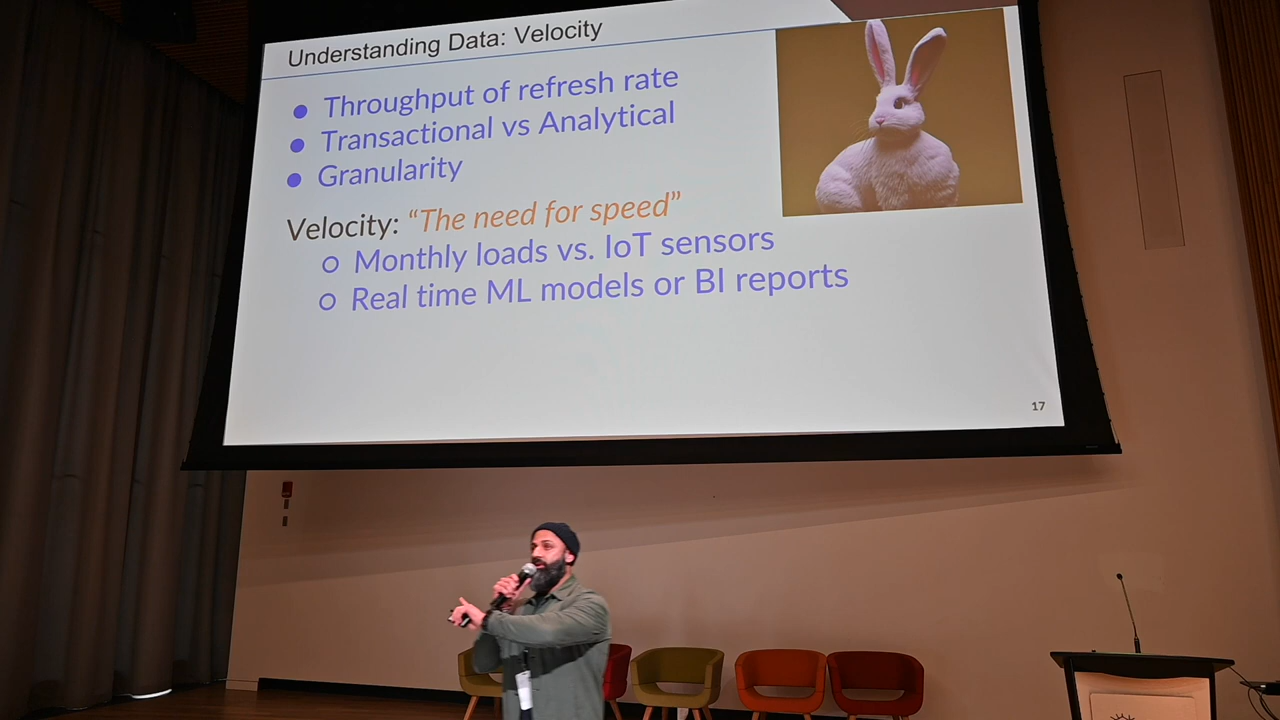 Understanding Data: Velocity
Throughput of refresh rate
Transactional vs Analytical
Granularity
Velocity: “The need for speed”
Monthly loads vs. IoT sensors
Real time ML models or BI reports
17